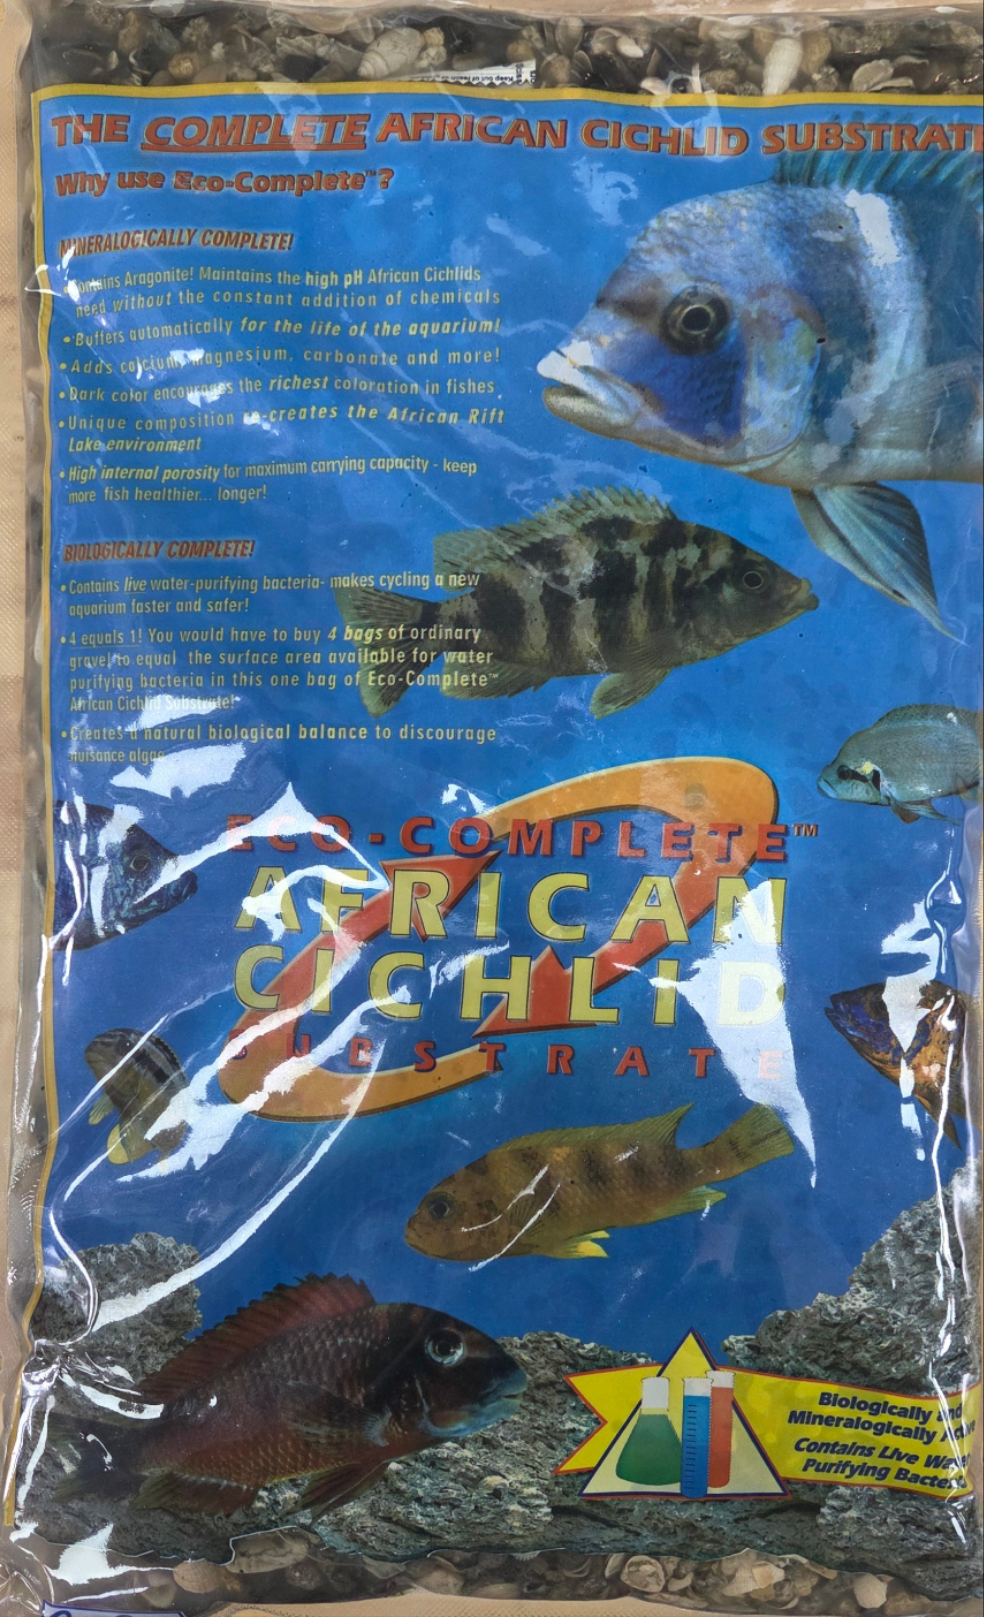 THE COMPLETE AFRICAN CICHLID SUBSTRATE
Why use Eco-Complete™?
MINERALOGICALLY COMPLETE!
• Contains Aragonite! Maintains the high pH African Cichlids
need without the constant addition of chemicals
• Buffers automatically for the life of the aquarium!
• Adds calcium, magnesium, carbonate and more!
• Dark color encourages the richest coloration in fishes.
• Unique composition re-creates the African Rift
Lake environment
• High internal porosity for maximum carrying capacity - keep
more fish healthier... longer!
BIOLOGICALLY COMPLETE!
• Contains live water-purifying bacteria- makes cycling a new
aquarium faster and safer!
• 4 equals 1! You would have to buy 4 bags of ordinary
gravel to equal the surface area available for water
purifying bacteria in this one bag of Eco-Complete™
African Cichlid Substrate!
• Creates a natural biological balance to discourage
nuisance algae
ECO-COMPLETE™
AFRICAN
CICHLID
SUBSTRATE
Biologically and
Mineralogically
Contains Live
Purifying